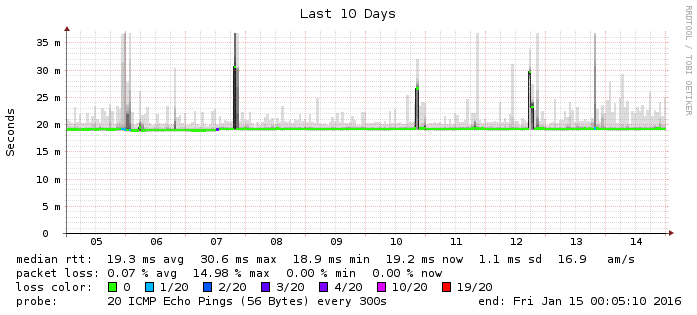 Last 10 Days
RRDTOOL / TOBI OETIKER
Seconds
35 m
30 m
25 m
20 m
15 m
10 m
5 m
0
05 06 07 08 09 10 11 12 13 14
median rtt: 19.3 ms avg 30.6 ms max 18.9 ms min 19.2 ms now 1.1 ms sd 16.9 am/s
packet loss: 0.07 % avg 14.98 % max 0.00 % min 0.00 % now
loss color: 0 1/20 2/20 3/20 4/20 10/20 19/20
probe: 20 ICMP Echo Pings (56 Bytes) every 300s end: Fri Jan 15 00:05:10 2016